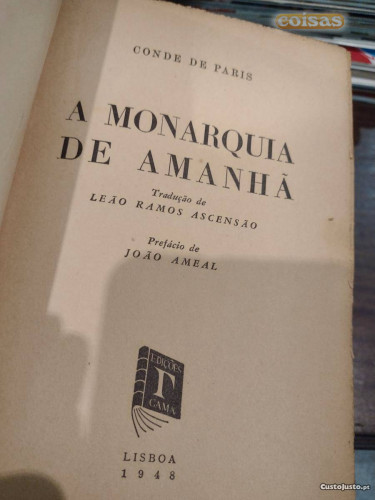 eoisas
CONDE DE PARIS
A MONARQUIA
DE AMANHÃ
Tradução de
LEÃO RAMOS ASCENSÃO
Prefácio de
JOÃO AMEAL
EDIÇÕES
Γ
GAMA
LISBOA
1948
CustoJusto.pt